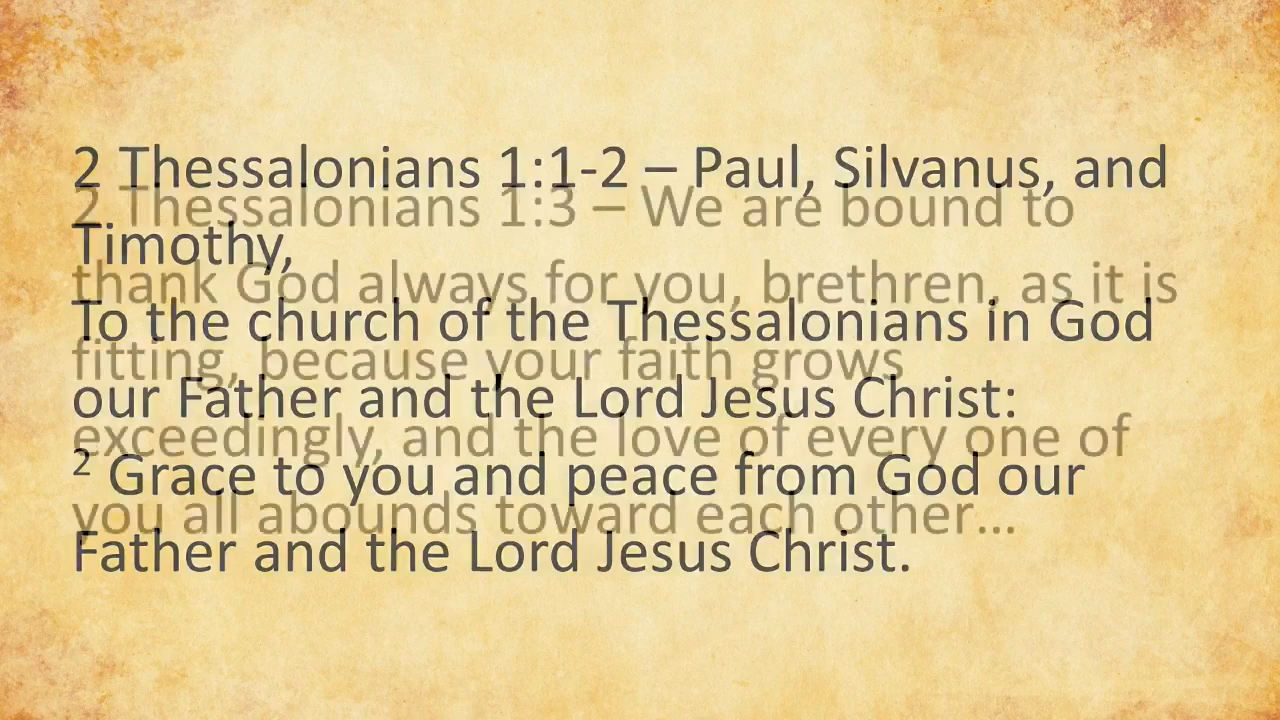 2 Thessalonians 1:1-2 – Paul, Silvanus, and
Timothy,
To the church of the Thessalonians in God
our Father and the Lord Jesus Christ:
² Grace to you and peace from God our
Father and the Lord Jesus Christ.
2 Thessalonians 1:3 – We are bound to
thank God always for you, brethren, as it is
fitting, because your faith grows
exceedingly, and the love of every one of
you all abounds toward each other…